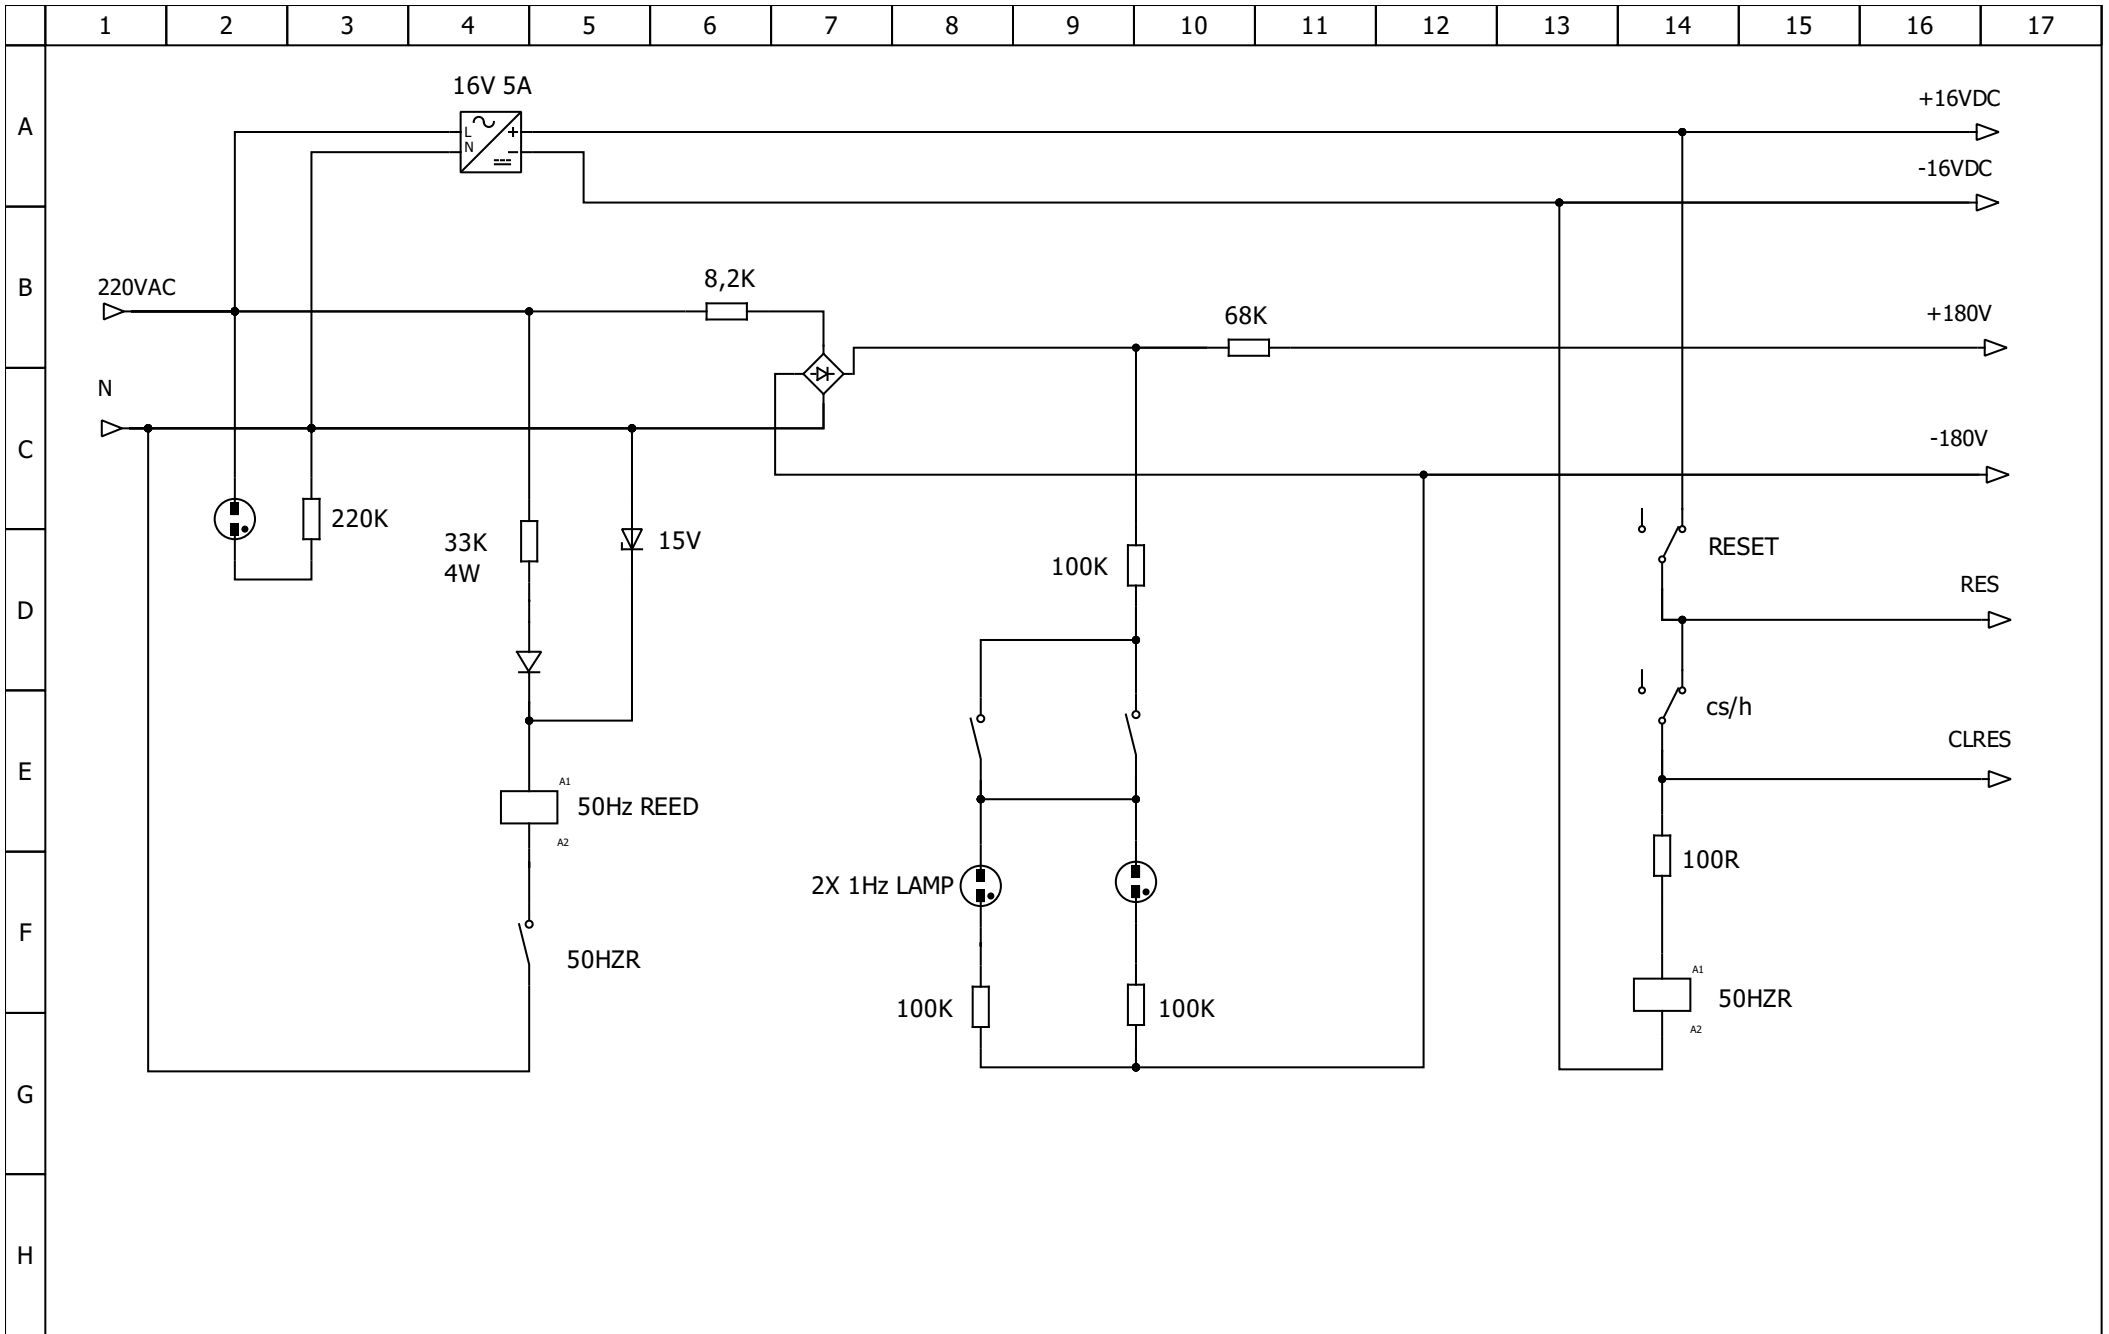 1 2 3 4 5 6 7 8 9 10 11 12 13 14 15 16 17
16V 5A
A
+16VDC
L +
N −
-16VDC
B
220VAC
8,2K
68K
+180V
N
C
-180V
220K
33K
4W
15V
100K
RESET
RES
D
cs/h
CLRES
E
A1
50Hz REED
A2
100R
2X 1Hz LAMP
F
50HZR
A1
100K
100K
50HZR
A2
G
H